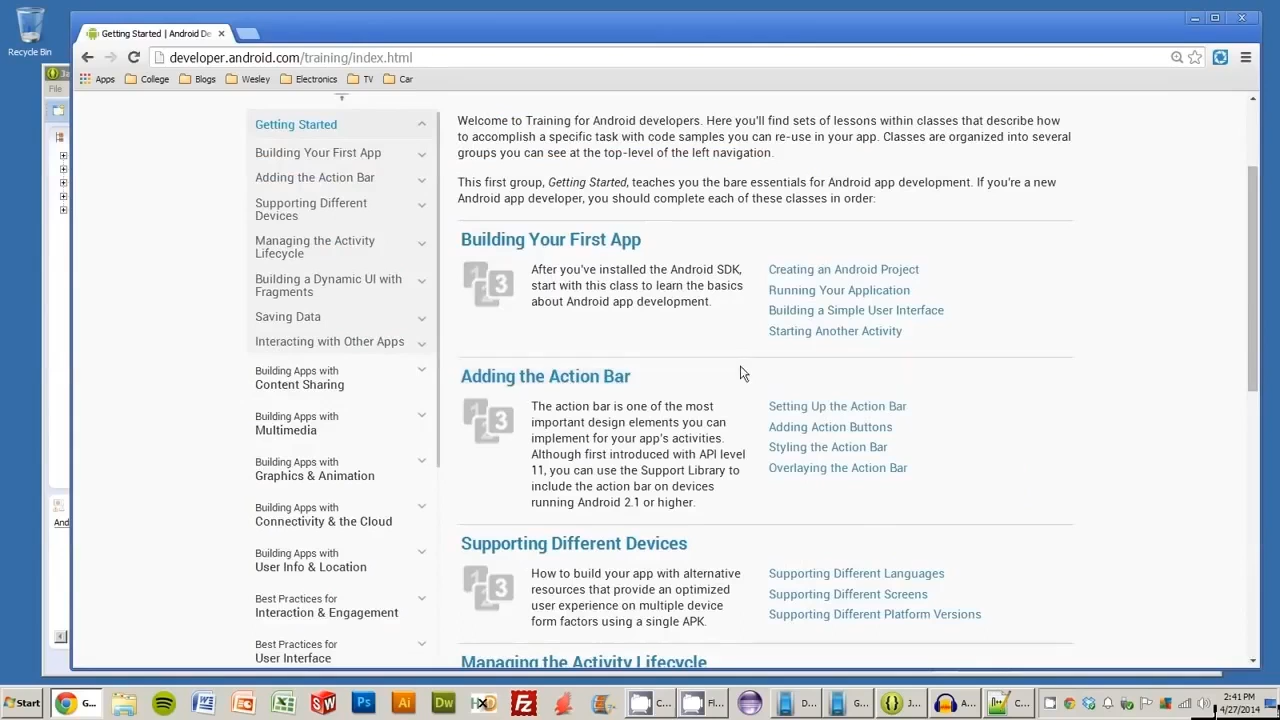 Recycle Bin
Getting Started | Android De
developer.android.com/training/index.html
Apps College Blogs Wesley Electronics TV Car
File
And
Getting Started
Building Your First App
Adding the Action Bar
Supporting Different
Devices
Managing the Activity
Lifecycle
Building a Dynamic UI with
Fragments
Saving Data
Interacting with Other Apps
Building Apps with
Content Sharing
Building Apps with
Multimedia
Building Apps with
Graphics & Animation
Building Apps with
Connectivity & the Cloud
Building Apps with
User Info & Location
Best Practices for
Interaction & Engagement
Best Practices for
User Interface
Welcome to Training for Android developers. Here you'll find sets of lessons within classes that describe how
to accomplish a specific task with code samples you can re-use in your app. Classes are organized into several
groups you can see at the top-level of the left navigation.
This first group, Getting Started, teaches you the bare essentials for Android app development. If you're a new
Android app developer, you should complete each of these classes in order:
Building Your First App
After you've installed the Android SDK,
start with this class to learn the basics
about Android app development.
Creating an Android Project
Running Your Application
Building a Simple User Interface
Starting Another Activity
Adding the Action Bar
The action bar is one of the most
important design elements you can
implement for your app's activities.
Although first introduced with API level
11, you can use the Support Library to
include the action bar on devices
running Android 2.1 or higher.
Setting Up the Action Bar
Adding Action Buttons
Styling the Action Bar
Overlaying the Action Bar
Supporting Different Devices
How to build your app with alternative
resources that provide an optimized
user experience on multiple device
form factors using a single APK.
Supporting Different Languages
Supporting Different Screens
Supporting Different Platform Versions
Managing the Activity Lifecycle
Start G... C... Fi... D... G... J... A... C...
2:41 PM
4/27/2014